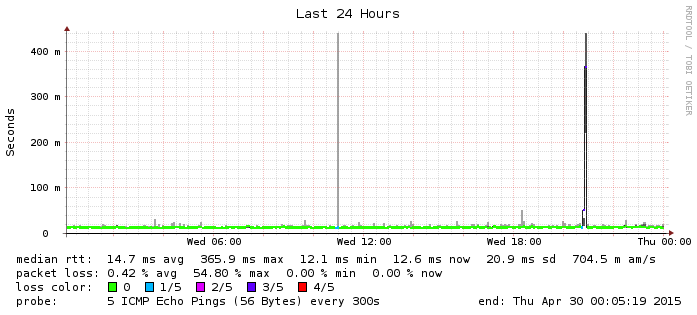 Last 24 Hours
RRDTOOL / TOBI OETIKER
Seconds
400 m
300 m
200 m
100 m
0
Wed 06:00 Wed 12:00 Wed 18:00 Thu 00:00
median rtt: 14.7 ms avg 365.9 ms max 12.1 ms min 12.6 ms now 20.9 ms sd 704.5 m am/s
packet loss: 0.42 % avg 54.80 % max 0.00 % min 0.00 % now
loss color: 0 1/5 2/5 3/5 4/5
probe: 5 ICMP Echo Pings (56 Bytes) every 300s end: Thu Apr 30 00:05:19 2015